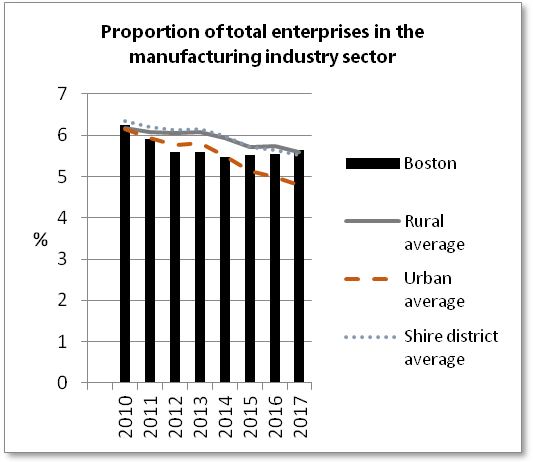 Proportion of total enterprises in the
manufacturing industry sector
7
6
5
4
3
2
1
0
%
2010
2011
2012
2013
2014
2015
2016
2017
Boston
Rural
average
Urban
average
Shire district
average